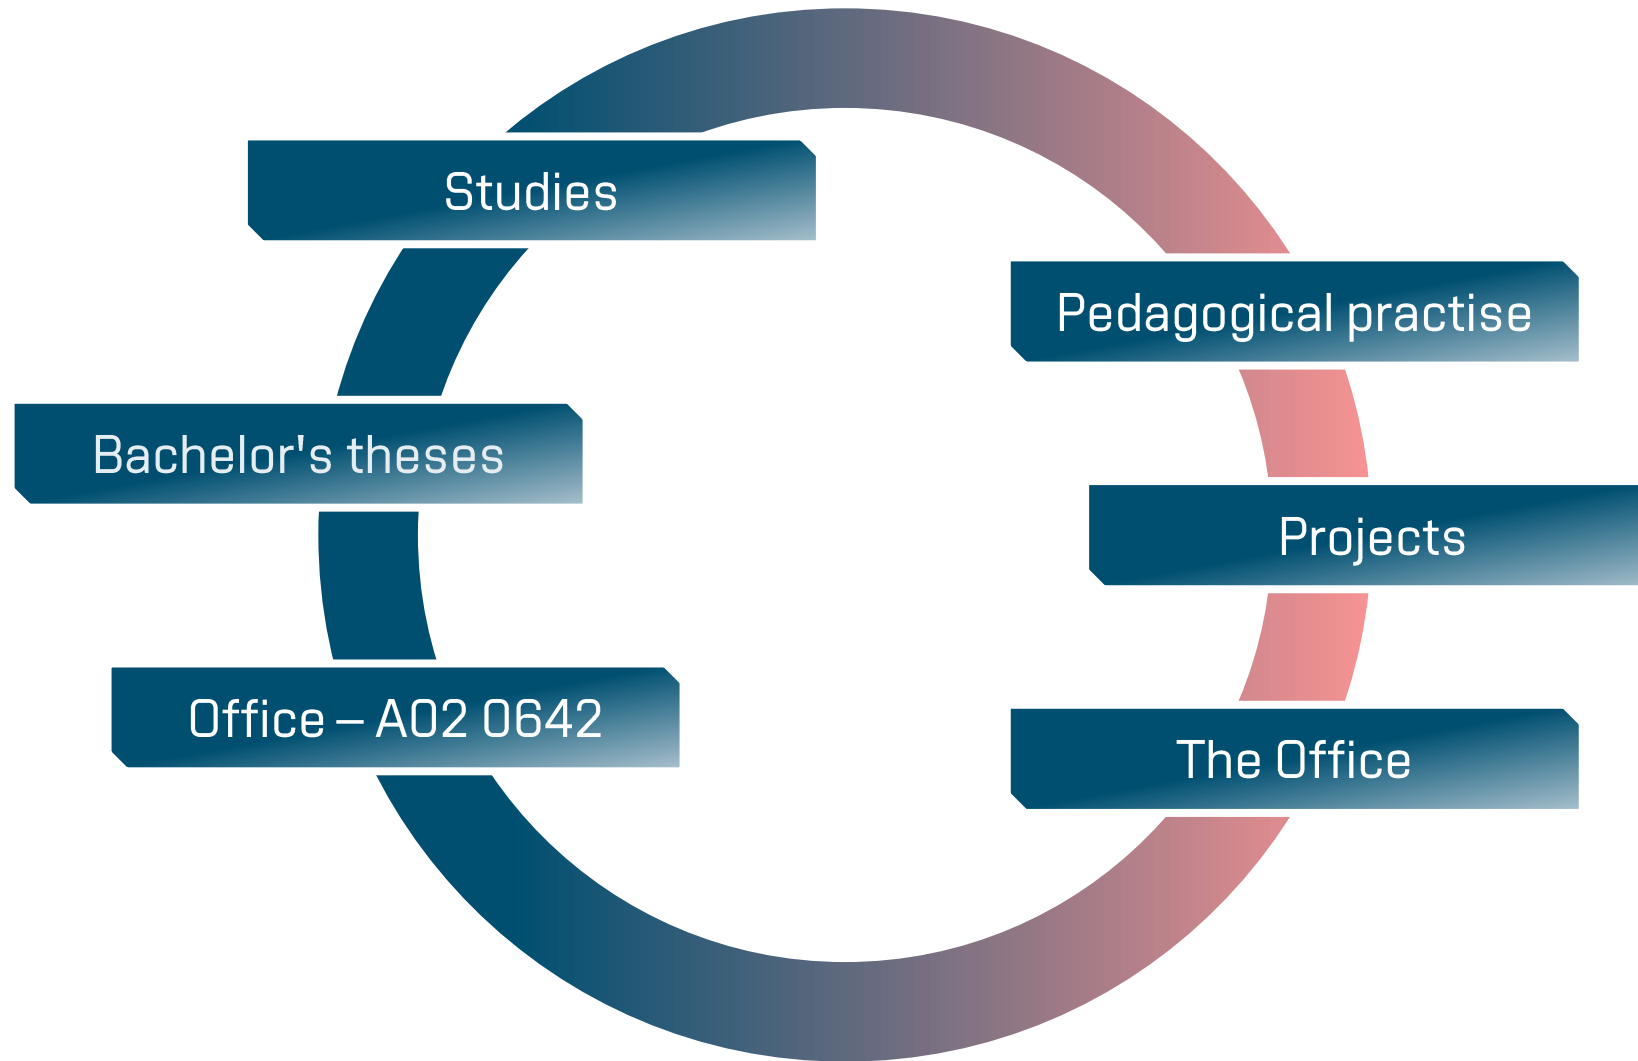 Studies
Pedagogical practise
Bachelor's theses
Projects
Office – A02 0642
The Office